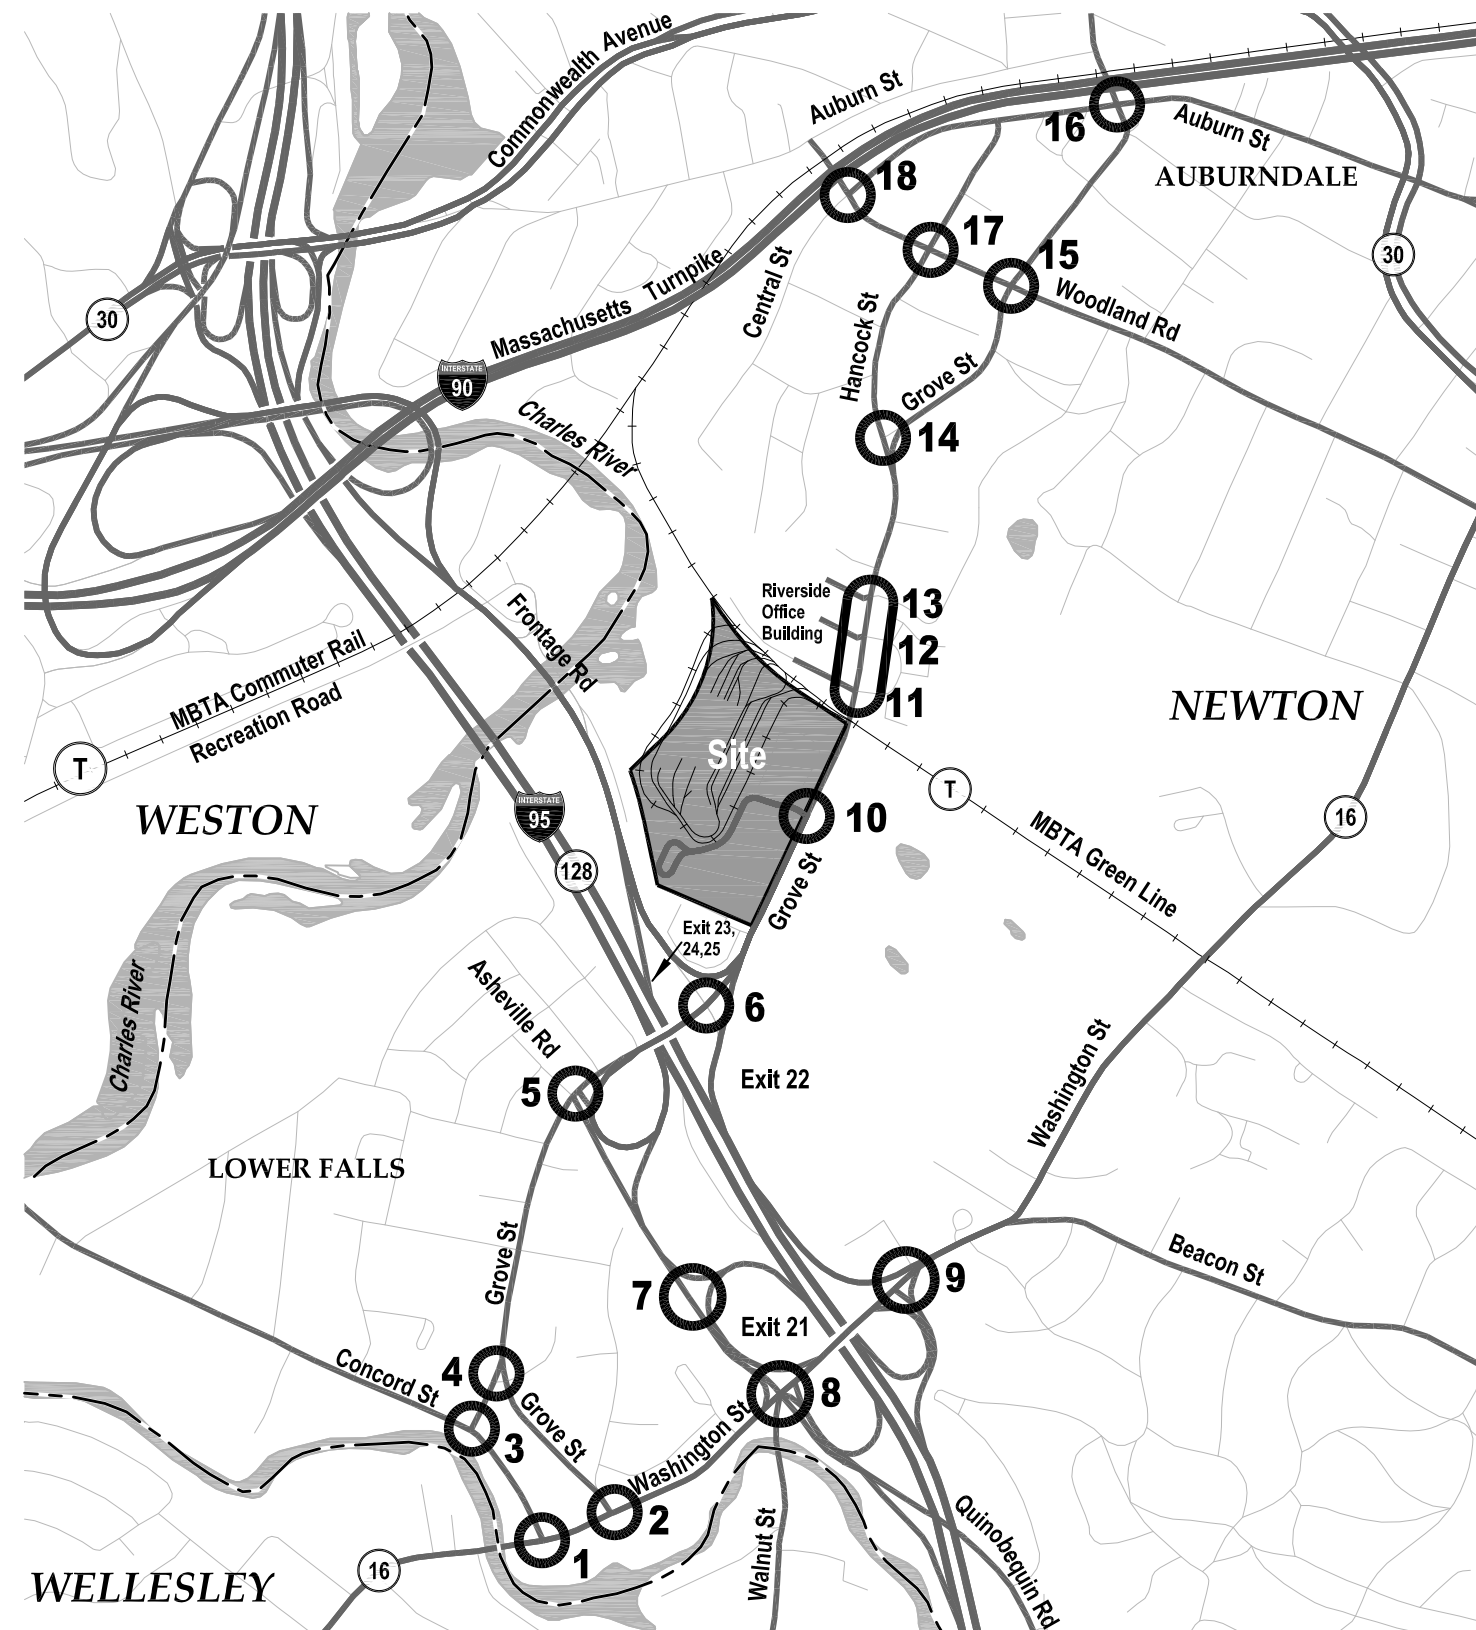 Commonwealth Avenue
Auburn St
16
Auburn St
AUBURNDALE
18
17
15
30
30
Massachusetts Turnpike
INTERSTATE
90
Central St
Woodland Rd
Hancock St
Grove St
Charles River
14
Riverside
Office
Building
13
12
11
Frontage Rd
MBTA Commuter Rail
Recreation Road
T
NEWTON
Site
T
WESTON
INTERSTATE
95
10
16
128
MBTA Green Line
Grove St
Exit 23,
24,25
Asheville Rd
6
Charles River
Washington St
5
Exit 22
LOWER FALLS
Grove St
Beacon St
7
9
Exit 21
Concord St
4
8
Grove St
3
Washington St
2
1
Walnut St
Quinobequin Rd
16
WELLESLEY